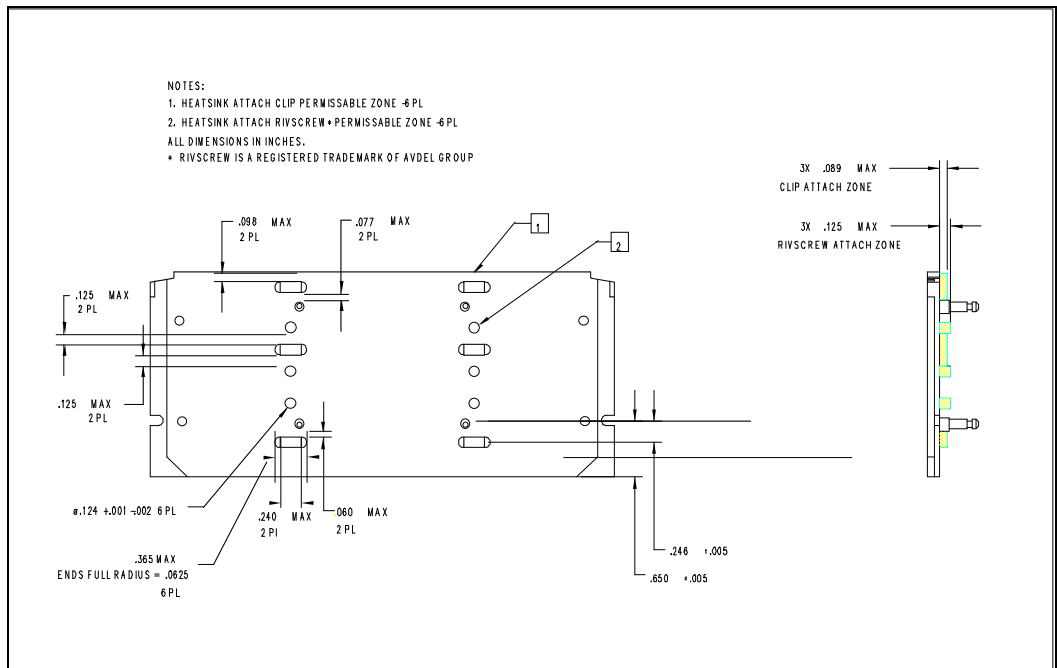 NOTES:
1. HEATSINK ATTACH CLIP PERMISSABLE ZONE -6 PL
2. HEATSINK ATTACH RIVSCREW* PERMISSABLE ZONE -6 PL
ALL DIMENSIONS IN INCHES.
* RIVSCREW IS A REGISTERED TRADEMARK OF AVDEL GROUP
3X .089 MAX
CLIP ATTACH ZONE
3X .125 MAX
RIVSCREW ATTACH ZONE
.098 MAX
2 PL
.077 MAX
2 PL
1
2
.125 MAX
2 PL
.125 MAX
2 PL
ø.124 +.001 -.002 6 PL
.240 MAX
2 Pl
.060 MAX
2 PL
.365 MAX
ENDS FULL RADIUS = .0625
6 PL
.246 ±.005
.650 ±.005